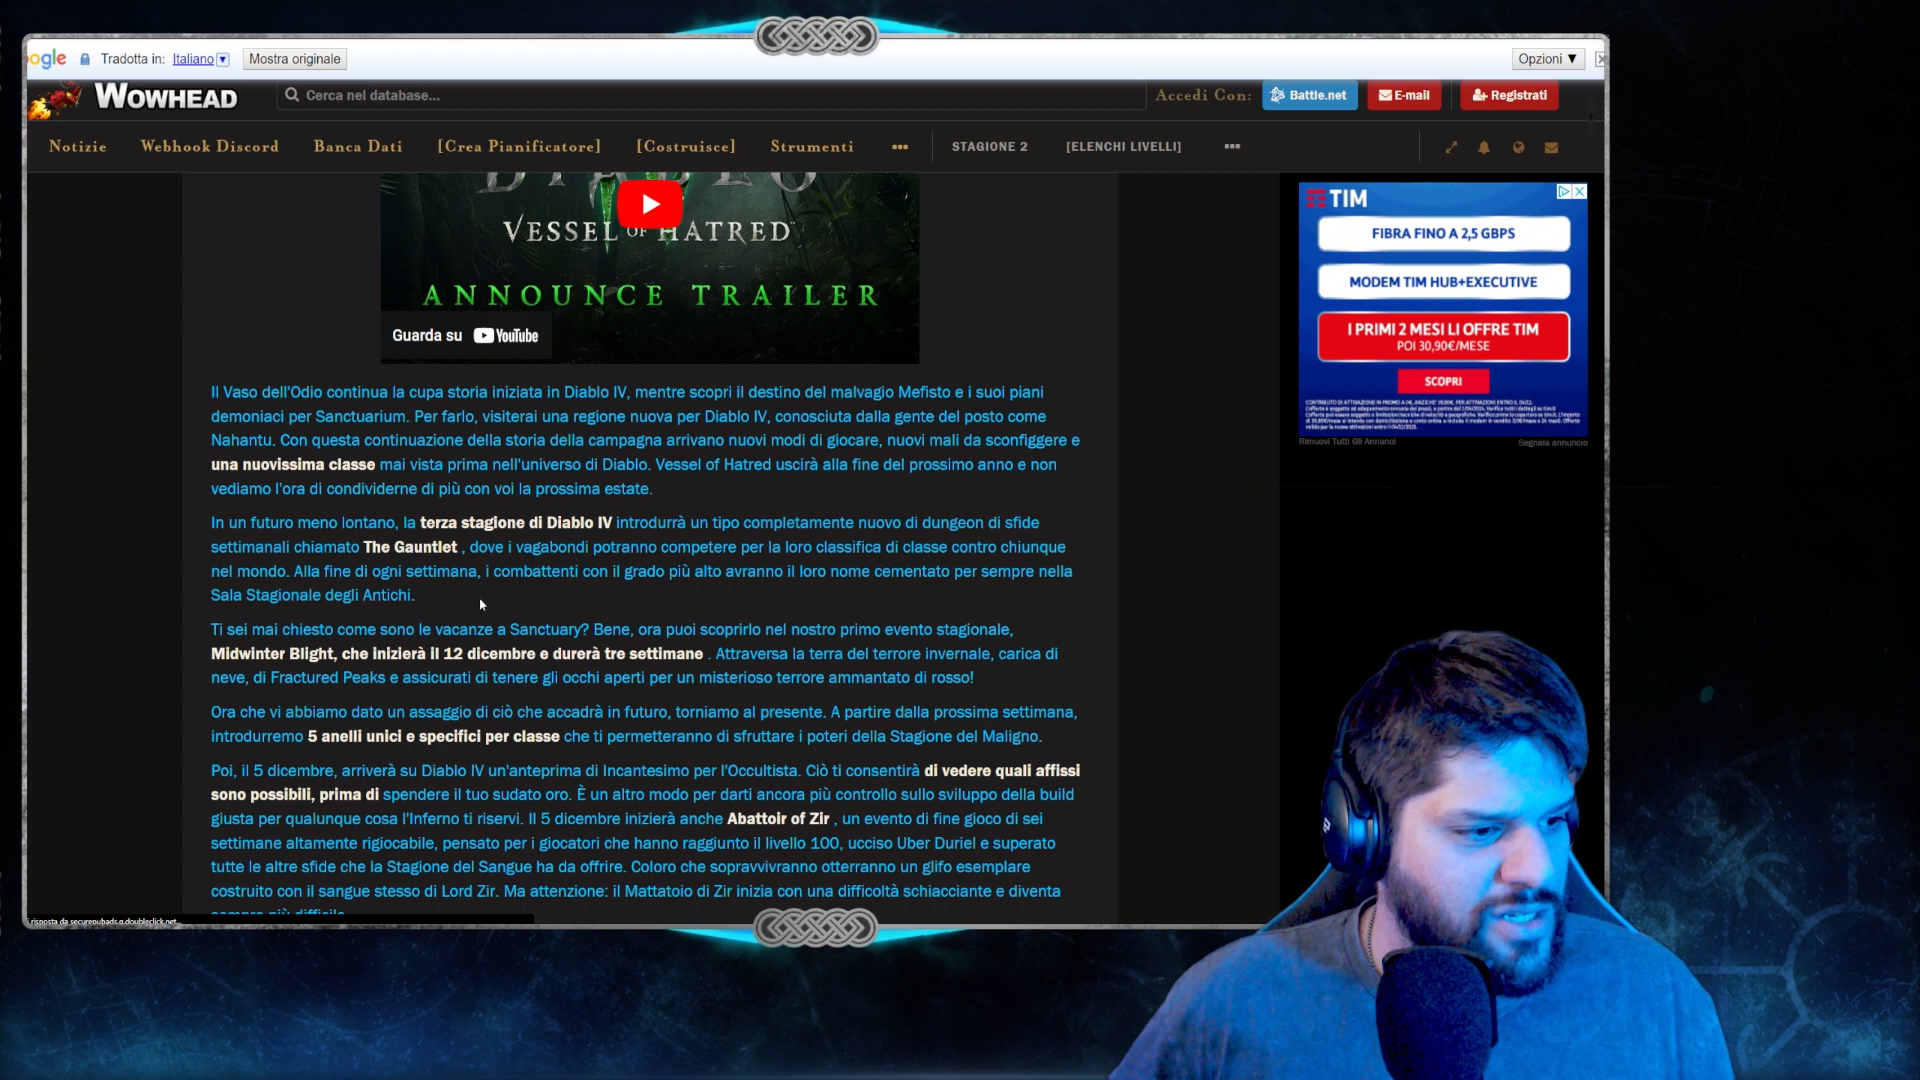 ogle Tradotta in: Italiano Mostra originale Opzioni ▼
WOWHEAD Cerca nel database... Accedi Con: Battle.net E-mail Registrati
Notizie Webhook Discord Banca Dati [Crea Pianificatore] [Costruisce] Strumenti ••• STAGIONE 2 [ELENCHI LIVELLI] •••
DIABLO
VESSEL OF HATRED
ANNOUNCE TRAILER
Guarda su YouTube
TIM
FIBRA FINO A 2,5 GBPS
MODEM TIM HUB+EXECUTIVE
I PRIMI 2 MESI LI OFFRE TIM
POI 30,90€/MESE
SCOPRI
Rimuovi Tutti Gli Annunci Segnala annuncio
Il Vaso dell'Odio continua la cupa storia iniziata in Diablo IV, mentre scopri il destino del malvagio Mefisto e i suoi piani
demoniaci per Sanctuarium. Per farlo, visiterai una regione nuova per Diablo IV, conosciuta dalla gente del posto come
Nahantu. Con questa continuazione della storia della campagna arrivano nuovi modi di giocare, nuovi mali da sconfiggere e
una nuovissima classe mai vista prima nell'universo di Diablo. Vessel of Hatred uscirà alla fine del prossimo anno e non
vediamo l'ora di condividerne di più con voi la prossima estate.
In un futuro meno lontano, la terza stagione di Diablo IV introdurrà un tipo completamente nuovo di dungeon di sfide
settimanali chiamato The Gauntlet , dove i vagabondi potranno competere per la loro classifica di classe contro chiunque
nel mondo. Alla fine di ogni settimana, i combattenti con il grado più alto avranno il loro nome cementato per sempre nella
Sala Stagionale degli Antichi.
Ti sei mai chiesto come sono le vacanze a Sanctuary? Bene, ora puoi scoprirlo nel nostro primo evento stagionale,
Midwinter Blight, che inizierà il 12 dicembre e durerà tre settimane . Attraversa la terra del terrore invernale, carica di
neve, di Fractured Peaks e assicurati di tenere gli occhi aperti per un misterioso terrore ammantato di rosso!
Ora che vi abbiamo dato un assaggio di ciò che accadrà in futuro, torniamo al presente. A partire dalla prossima settimana,
introdurremo 5 anelli unici e specifici per classe che ti permetteranno di sfruttare i poteri della Stagione del Maligno.
Poi, il 5 dicembre, arriverà su Diablo IV un'anteprima di Incantesimo per l'Occultista. Ciò ti consentirà di vedere quali affissi
sono possibili, prima di spendere il tuo sudato oro. È un altro modo per darti ancora più controllo sullo sviluppo della build
giusta per qualunque cosa l'Inferno ti riservi. Il 5 dicembre inizierà anche Abattoir of Zir , un evento di fine gioco di sei
settimane altamente rigiocabile, pensato per i giocatori che hanno raggiunto il livello 100, ucciso Uber Duriel e superato
tutte le altre sfide che la Stagione del Sangue ha da offrire. Coloro che sopravvivranno otterranno un glifo esemplare
costruito con il sangue stesso di Lord Zir. Ma attenzione: il Mattatoio di Zir inizia con una difficoltà schiacciante e diventa
sempre più difficile.
risposta da securepubads.g.doubleclick.net...